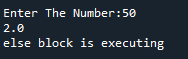 Enter The Number:50
2.0
else block is executing